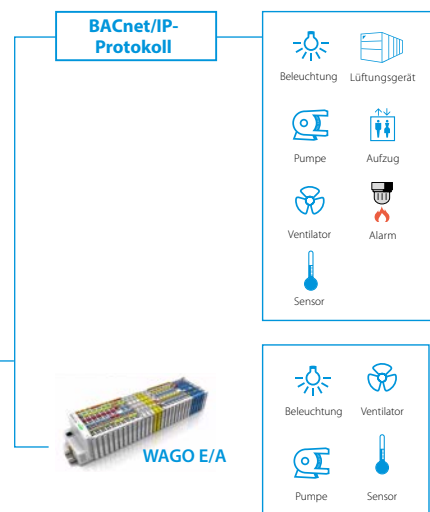 BACnet/IP-
Protokoll
Beleuchtung Lüftungsgerät
Pumpe Aufzug
Ventilator Alarm
Sensor
WAGO E/A
Beleuchtung Ventilator
Pumpe Sensor